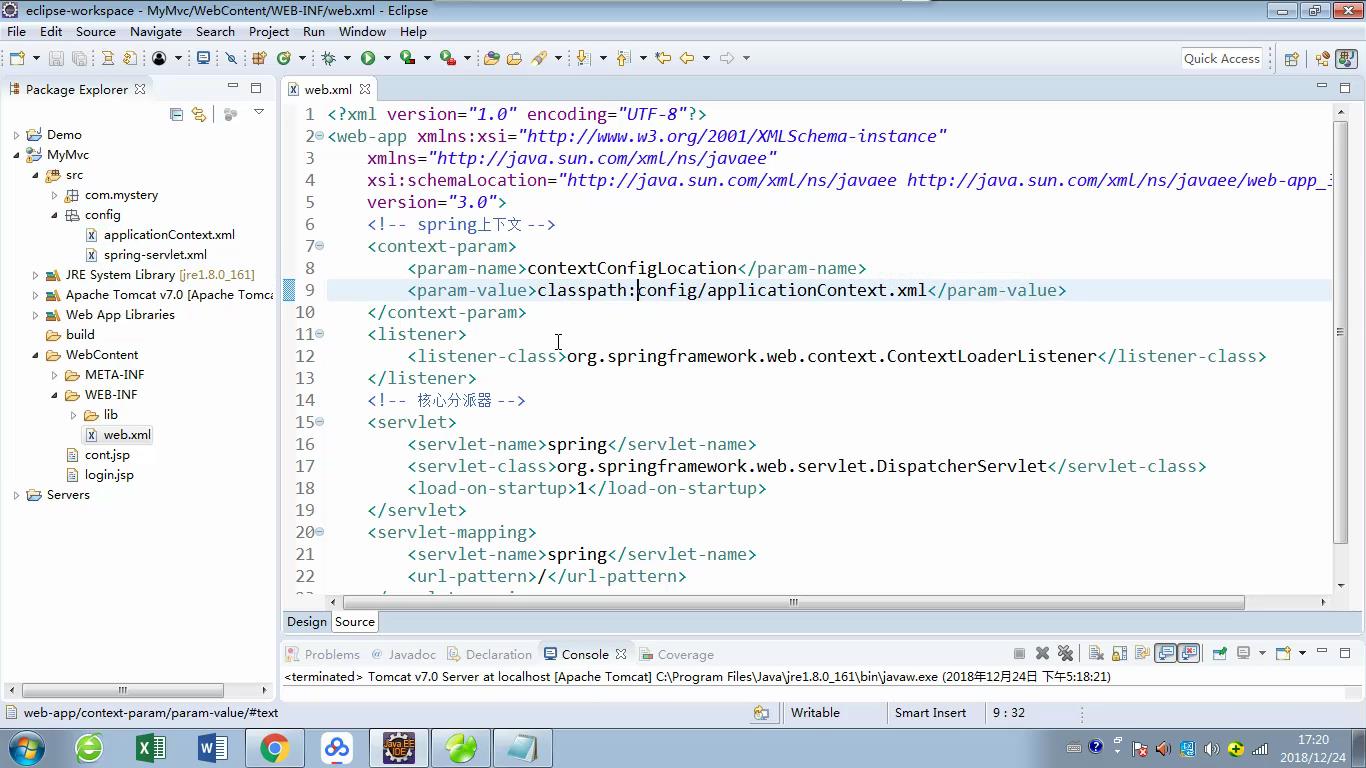 eclipse-workspace - MyMvc/WebContent/WEB-INF/web.xml - Eclipse
File Edit Source Navigate Search Project Run Window Help
Quick Access
Package Explorer
Demo
MyMvc
src
com.mystery
config
applicationContext.xml
spring-servlet.xml
JRE System Library [jre1.8.0_161]
Apache Tomcat v7.0 [Apache Tomca
Web App Libraries
build
WebContent
META-INF
WEB-INF
lib
web.xml
cont.jsp
login.jsp
Servers
web.xml
1 <?xml version="1.0" encoding="UTF-8"?>
2 <web-app xmlns:xsi="http://www.w3.org/2001/XMLSchema-instance"
3 xmlns="http://java.sun.com/xml/ns/javaee"
4 xsi:schemaLocation="http://java.sun.com/xml/ns/javaee http://java.sun.com/xml/ns/javaee/web-app_
5 version="3.0">
6 <!-- spring上下文 -->
7 <context-param>
8 <param-name>contextConfigLocation</param-name>
9 <param-value>classpath:config/applicationContext.xml</param-value>
10 </context-param>
11 <listener>
12 <listener-class>org.springframework.web.context.ContextLoaderListener</listener-class>
13 </listener>
14 <!-- 核心分派器 -->
15 <servlet>
16 <servlet-name>spring</servlet-name>
17 <servlet-class>org.springframework.web.servlet.DispatcherServlet</servlet-class>
18 <load-on-startup>1</load-on-startup>
19 </servlet>
20 <servlet-mapping>
21 <servlet-name>spring</servlet-name>
22 <url-pattern>/</url-pattern>
Design Source
Problems Javadoc Declaration Console Coverage
<terminated> Tomcat v7.0 Server at localhost [Apache Tomcat] C:\Program Files\Java\jre1.8.0_161\bin\javaw.exe (2018年12月24日 下午5:18:21)
web-app/context-param/param-value/#text
Writable
Smart Insert
9 : 32
17:20
2018/12/24